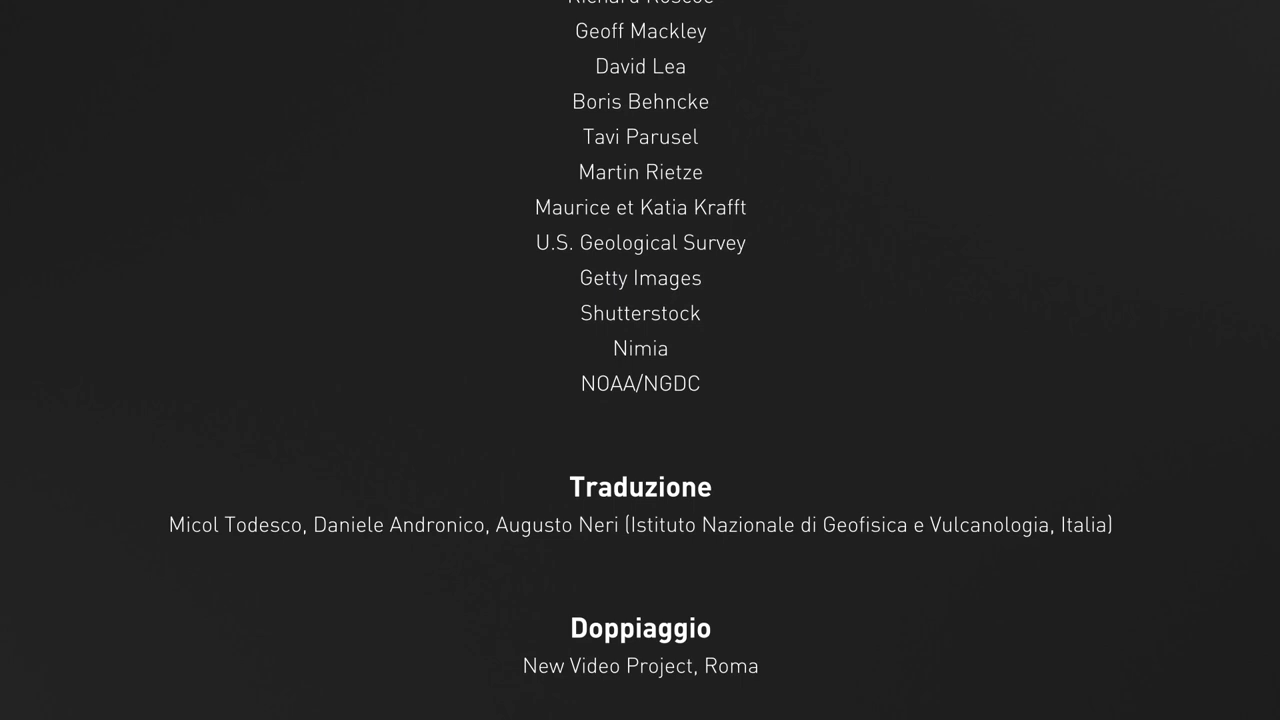 Richard Roscoe
Geoff Mackley
David Lea
Boris Behncke
Tavi Parusel
Martin Rietze
Maurice et Katia Krafft
U.S. Geological Survey
Getty Images
Shutterstock
Nimia
NOAA/NGDC
Traduzione
Micol Todesco, Daniele Andronico, Augusto Neri (Istituto Nazionale di Geofisica e Vulcanologia, Italia)
Doppiaggio
New Video Project, Roma